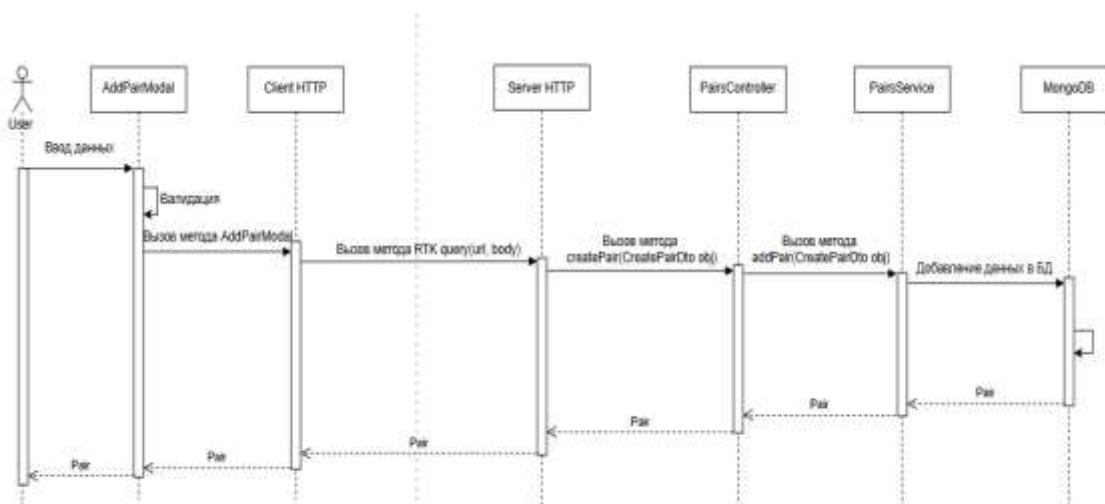 AddPairModal
Client HTTP
Server HTTP
PairsController
PairsService
MongoDB
User
Ввод данных
Валидация
Вызов метода AddPairModal
Вызов метода RTK query(url, body)
Вызов метода
createPair(CreatePairDto obj)
Вызов метода
addPair(CreatePairDto obj)
Добавление данных в БД
Pair
Pair
Pair
Pair
Pair
Pair